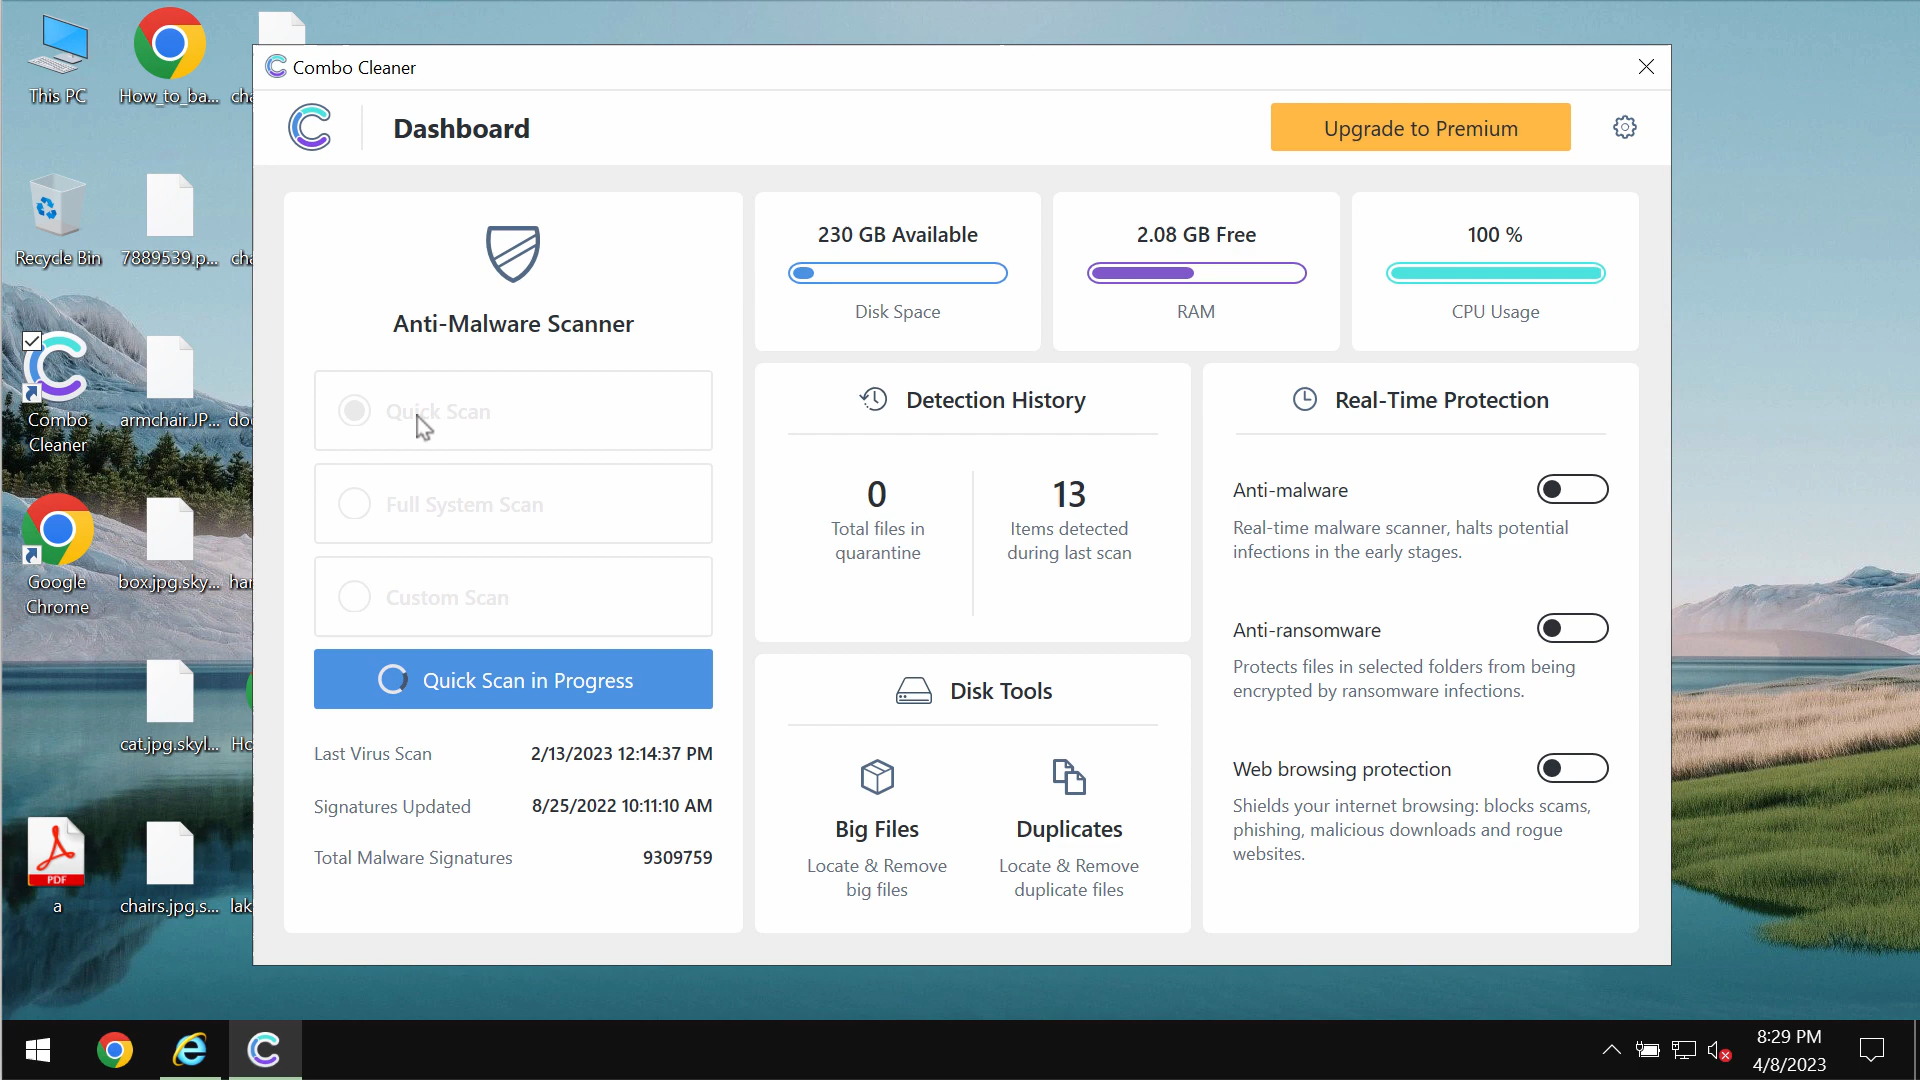 This PC
How_to_ba...
cha
Recycle Bin
7889539.p...
cha
Combo
Cleaner
armchair.JP...
do
Google
Chrome
box.jpg.sky...
har
cat.jpg.skyl...
Ho
PDF
a
chairs.jpg.s...
lak
Combo Cleaner
Dashboard
Upgrade to Premium
Anti-Malware Scanner
Quick Scan
Full System Scan
Custom Scan
Quick Scan in Progress
Last Virus Scan 2/13/2023 12:14:37 PM
Signatures Updated 8/25/2022 10:11:10 AM
Total Malware Signatures 9309759
230 GB Available
Disk Space
2.08 GB Free
RAM
100 %
CPU Usage
Detection History
0
Total files in
quarantine
13
Items detected
during last scan
Disk Tools
Big Files
Locate & Remove
big files
Duplicates
Locate & Remove
duplicate files
Real-Time Protection
Anti-malware
Real-time malware scanner, halts potential
infections in the early stages.
Anti-ransomware
Protects files in selected folders from being
encrypted by ransomware infections.
Web browsing protection
Shields your internet browsing: blocks scams,
phishing, malicious downloads and rogue
websites.
8:29 PM
4/8/2023